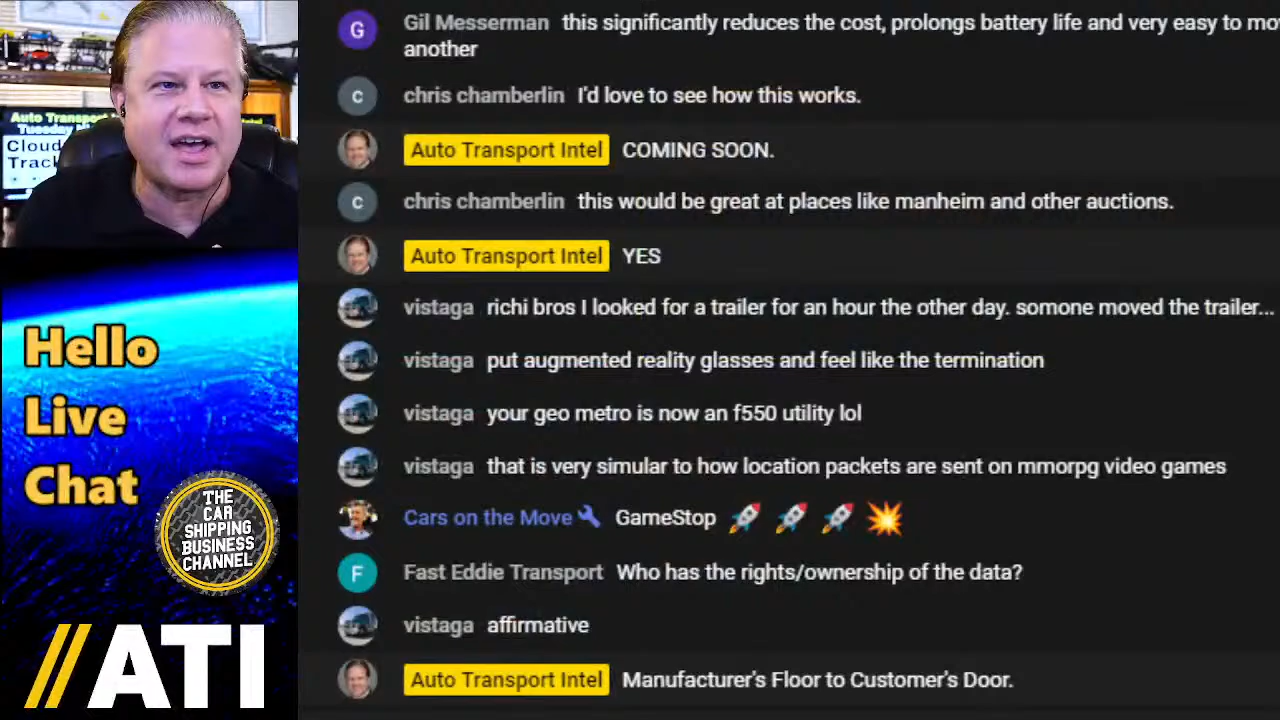 Auto Transport
Tuesday
Cloud
Track
Hello
Live
Chat
THE
CAR
SHIPPING
BUSINESS
CHANNEL
//ATI
G Gil Messerman this significantly reduces the cost, prolongs battery life and very easy to mo
another
c chris chamberlin I'd love to see how this works.
Auto Transport Intel COMING SOON.
c chris chamberlin this would be great at places like manheim and other auctions.
Auto Transport Intel YES
vistaga richi bros I looked for a trailer for an hour the other day. somone moved the trailer...
vistaga put augmented reality glasses and feel like the termination
vistaga your geo metro is now an f550 utility lol
vistaga that is very simular to how location packets are sent on mmorpg video games
Cars on the Move GameStop 🚀 🚀 🚀 💥
F Fast Eddie Transport Who has the rights/ownership of the data?
vistaga affirmative
Auto Transport Intel Manufacturer's Floor to Customer's Door.